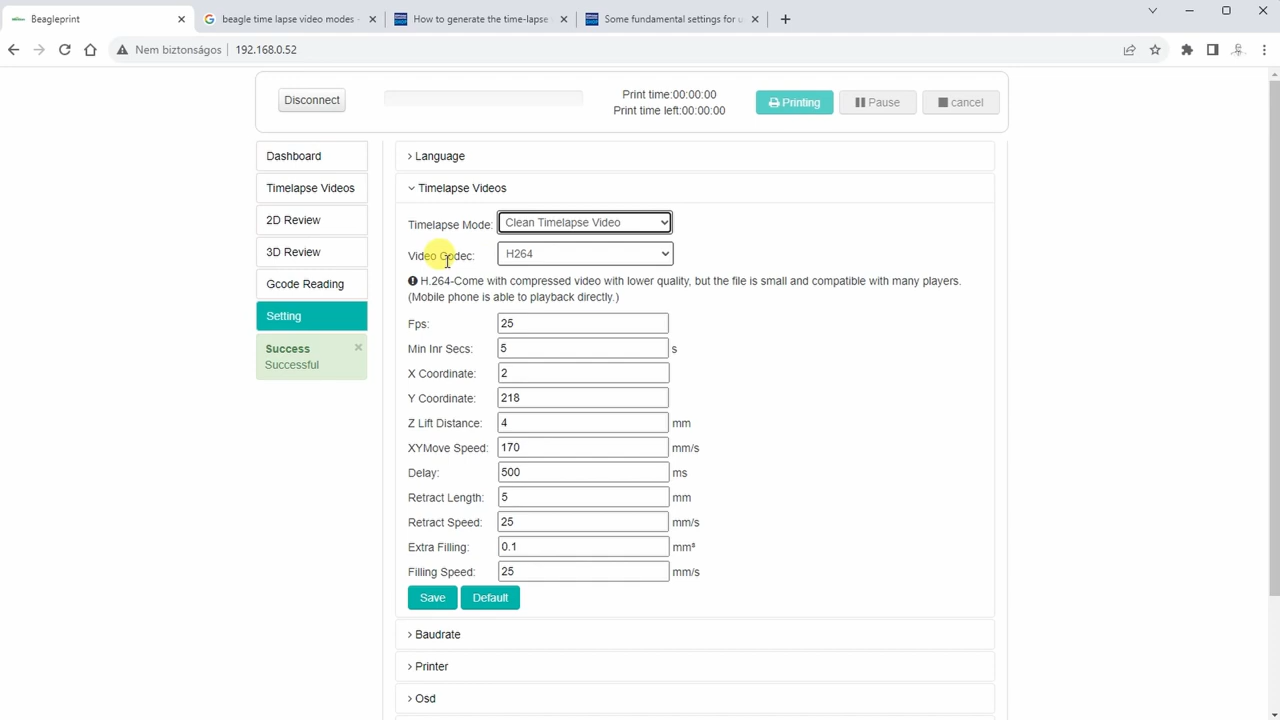 Beagleprint
beagle time lapse video modes
How to generate the time-lapse
Some fundamental settings for u
Nem biztonságos
192.168.0.52
Disconnect
Print time:00:00:00
Print time left:00:00:00
Printing
Pause
cancel
Dashboard
Timelapse Videos
2D Review
3D Review
Gcode Reading
Setting
Success
Successful
Language
Timelapse Videos
Timelapse Mode: Clean Timelapse Video
Video Codec: H264
H.264-Come with compressed video with lower quality, but the file is small and compatible with many players.
(Mobile phone is able to playback directly.)
Fps: 25
Min Inr Secs: 5 s
X Coordinate: 2
Y Coordinate: 218
Z Lift Distance: 4 mm
XYMove Speed: 170 mm/s
Delay: 500 ms
Retract Length: 5 mm
Retract Speed: 25 mm/s
Extra Filling: 0.1 mm³
Filling Speed: 25 mm/s
Save Default
Baudrate
Printer
Osd